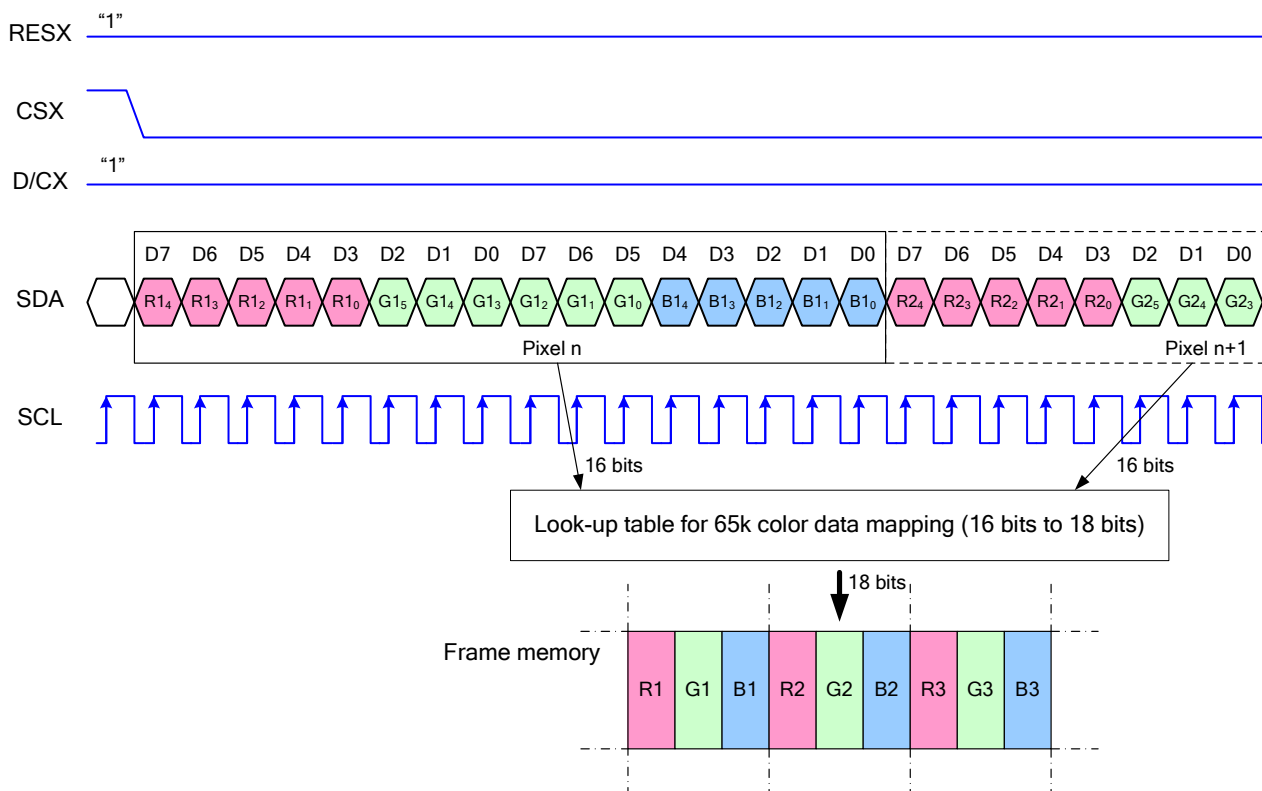 RESX “1”
CSX
D/CX “1”
D7 D6 D5 D4 D3 D2 D1 D0 D7 D6 D5 D4 D3 D2 D1 D0 D7 D6 D5 D4 D3 D2 D1 D0
SDA R1₄ R1₃ R1₂ R1₁ R1₀ G1₅ G1₄ G1₃ G1₂ G1₁ G1₀ B1₄ B1₃ B1₂ B1₁ B1₀ R2₄ R2₃ R2₂ R2₁ R2₀ G2₅ G2₄ G2₃
Pixel n Pixel n+1
SCL
16 bits 16 bits
Look-up table for 65k color data mapping (16 bits to 18 bits)
18 bits
Frame memory
R1 G1 B1 R2 G2 B2 R3 G3 B3